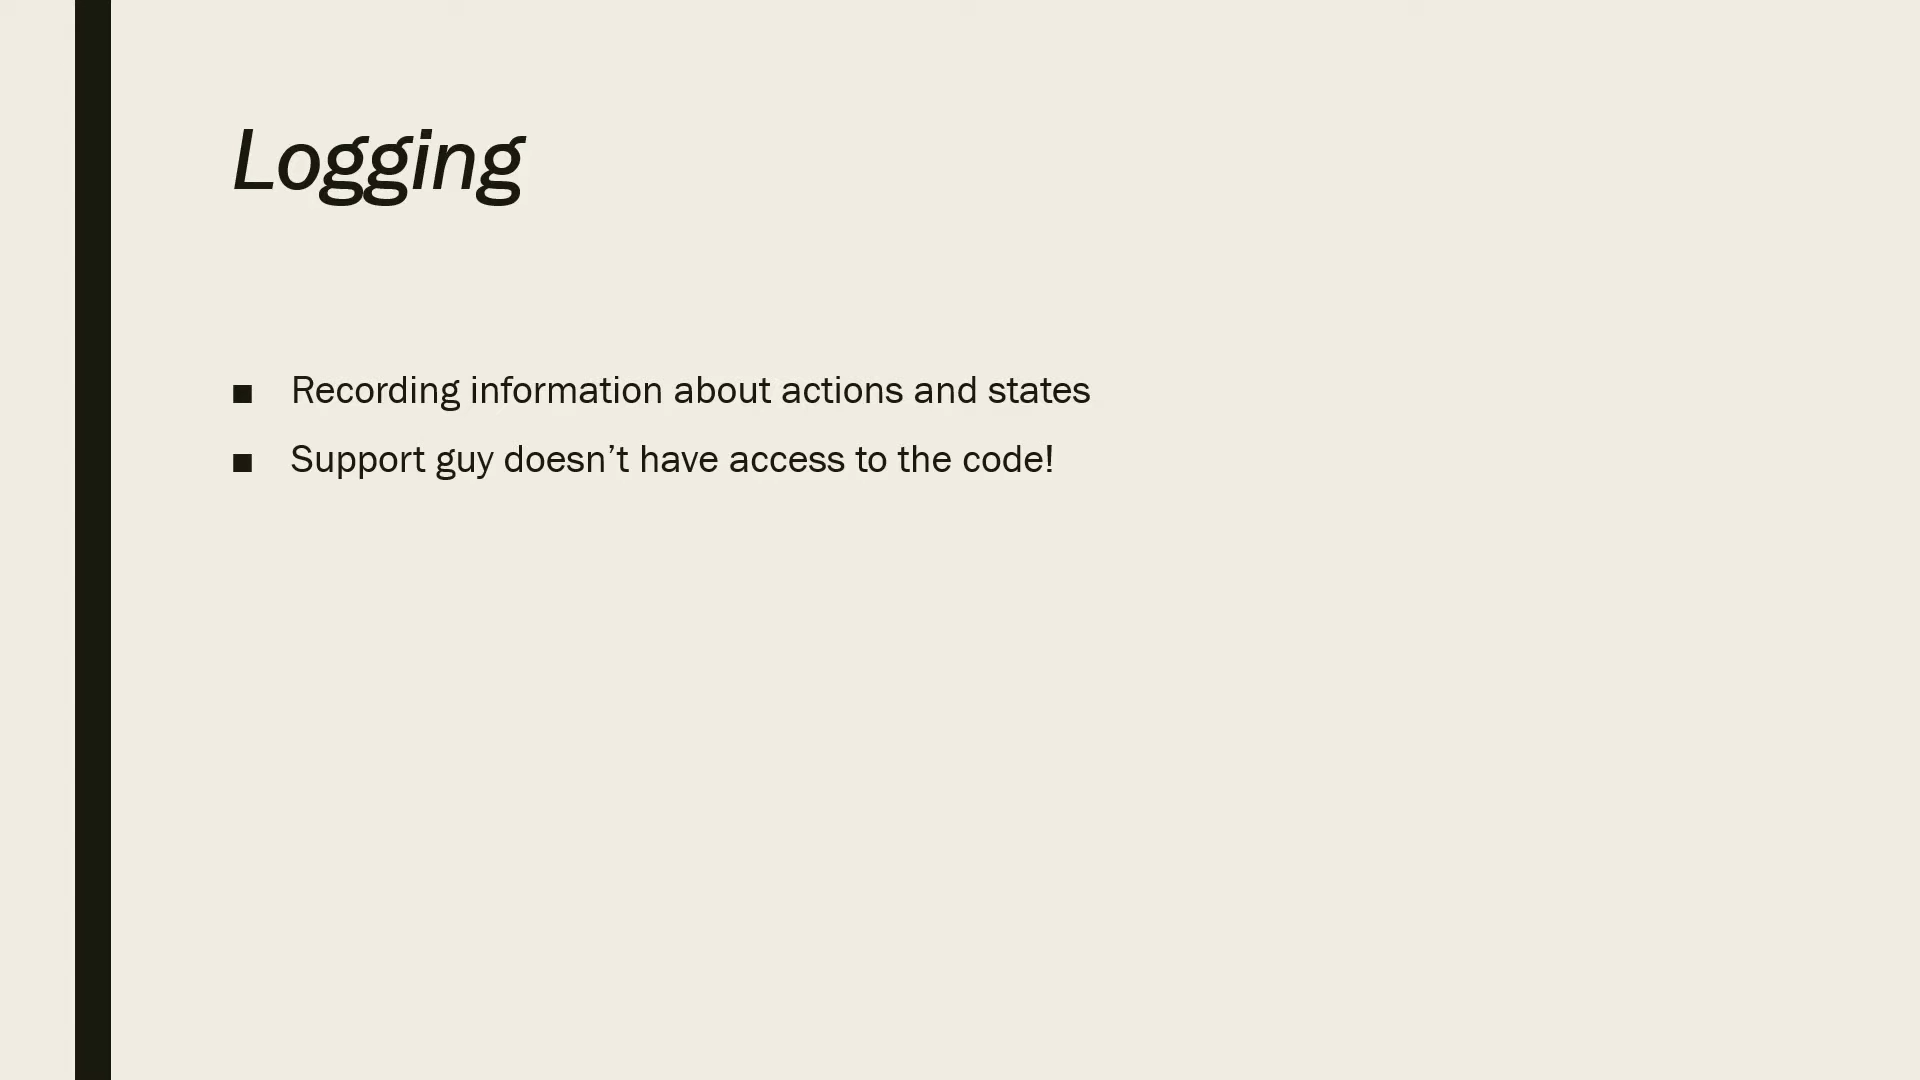 Logging
■ Recording information about actions and states
■ Support guy doesn’t have access to the code!